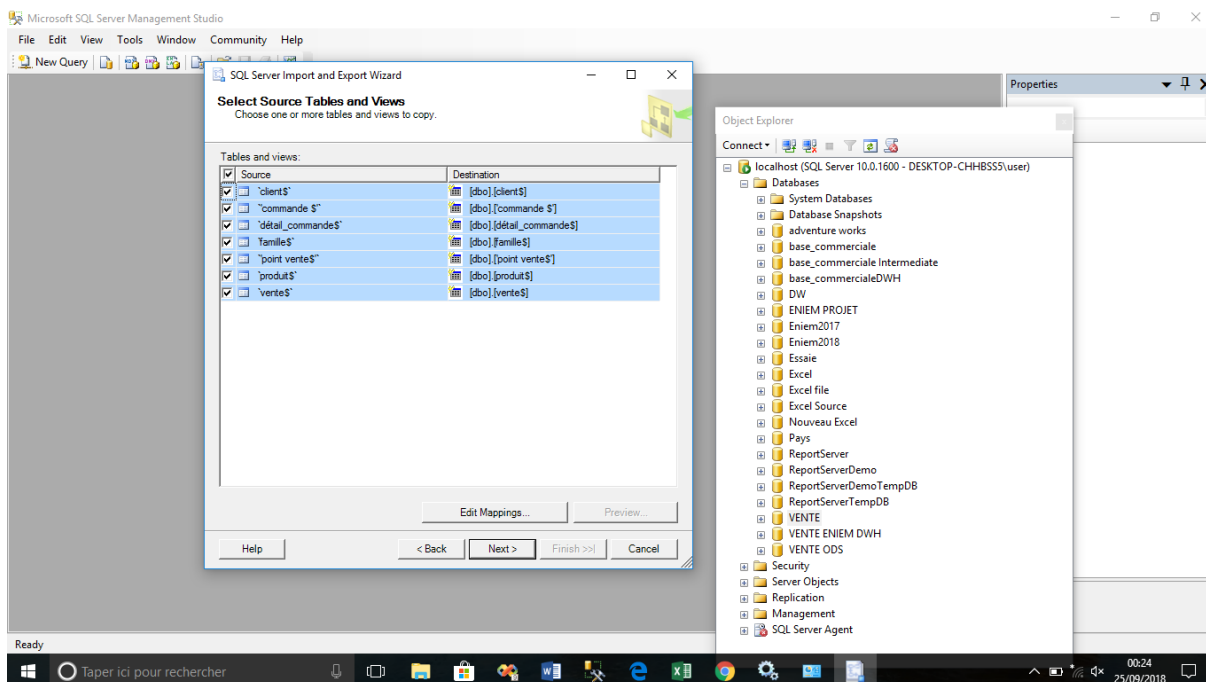 Microsoft SQL Server Management Studio
File Edit View Tools Window Community Help
New Query
SQL Server Import and Export Wizard
Select Source Tables and Views
Choose one or more tables and views to copy.
Tables and views:
Source Destination
`client$` [dbo].[client$]
`'commande $'` [dbo].['commande $']
`détail_commande$` [dbo].[détail_commande$]
`famille$` [dbo].[famille$]
`'point vente$'` [dbo].['point vente$']
`produit$` [dbo].[produit$]
`vente$` [dbo].[vente$]
Edit Mappings... Preview...
Help < Back Next > Finish >>| Cancel
Properties
Object Explorer
Connect
localhost (SQL Server 10.0.1600 - DESKTOP-CHHBSS5\user)
Databases
System Databases
Database Snapshots
adventure works
base_commerciale
base_commerciale Intermediate
base_commercialeDWH
DW
ENIEM PROJET
Eniem2017
Eniem2018
Essaie
Excel
Excel file
Excel Source
Nouveau Excel
Pays
ReportServer
ReportServerDemo
ReportServerDemoTempDB
ReportServerTempDB
VENTE
VENTE ENIEM DWH
VENTE ODS
Security
Server Objects
Replication
Management
SQL Server Agent
Ready
Taper ici pour rechercher
00:24
25/09/2018